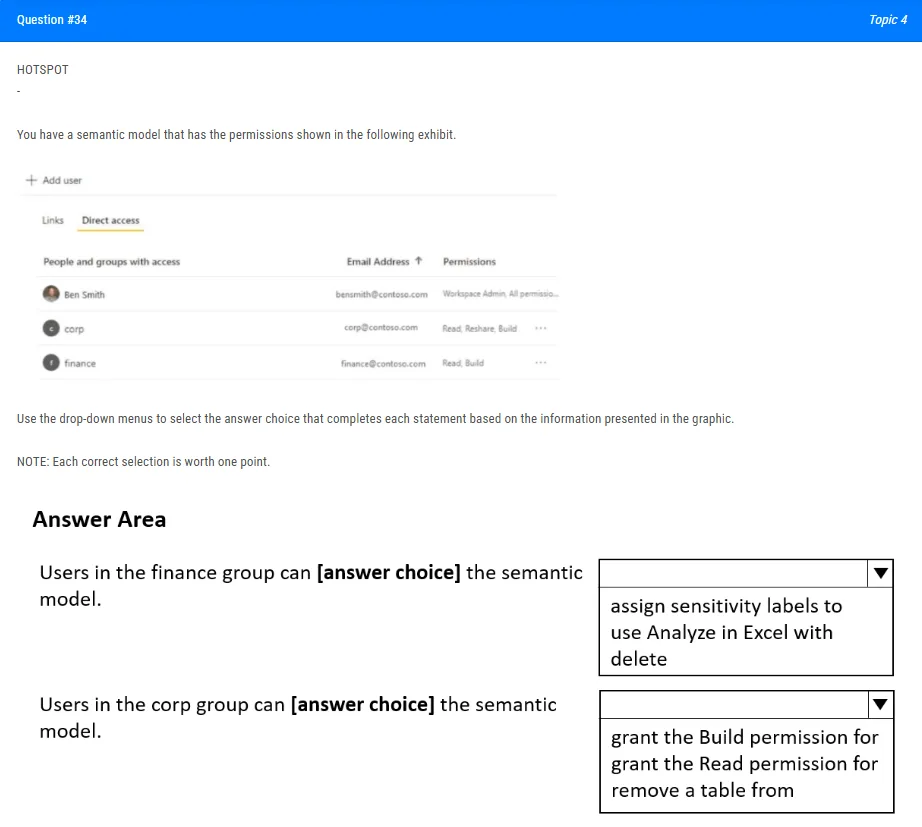 Question #34
Topic 4
HOTSPOT
-
You have a semantic model that has the permissions shown in the following exhibit.
+ Add user
Links Direct access
People and groups with access Email Address ↑ Permissions
Ben Smith bensmith@contoso.com Workspace Admin, All permissio...
c corp corp@contoso.com Read, Reshare, Build ...
f finance finance@contoso.com Read, Build ...
Use the drop-down menus to select the answer choice that completes each statement based on the information presented in the graphic.
NOTE: Each correct selection is worth one point.
Answer Area
Users in the finance group can [answer choice] the semantic
model.
assign sensitivity labels to
use Analyze in Excel with
delete
Users in the corp group can [answer choice] the semantic
model.
grant the Build permission for
grant the Read permission for
remove a table from